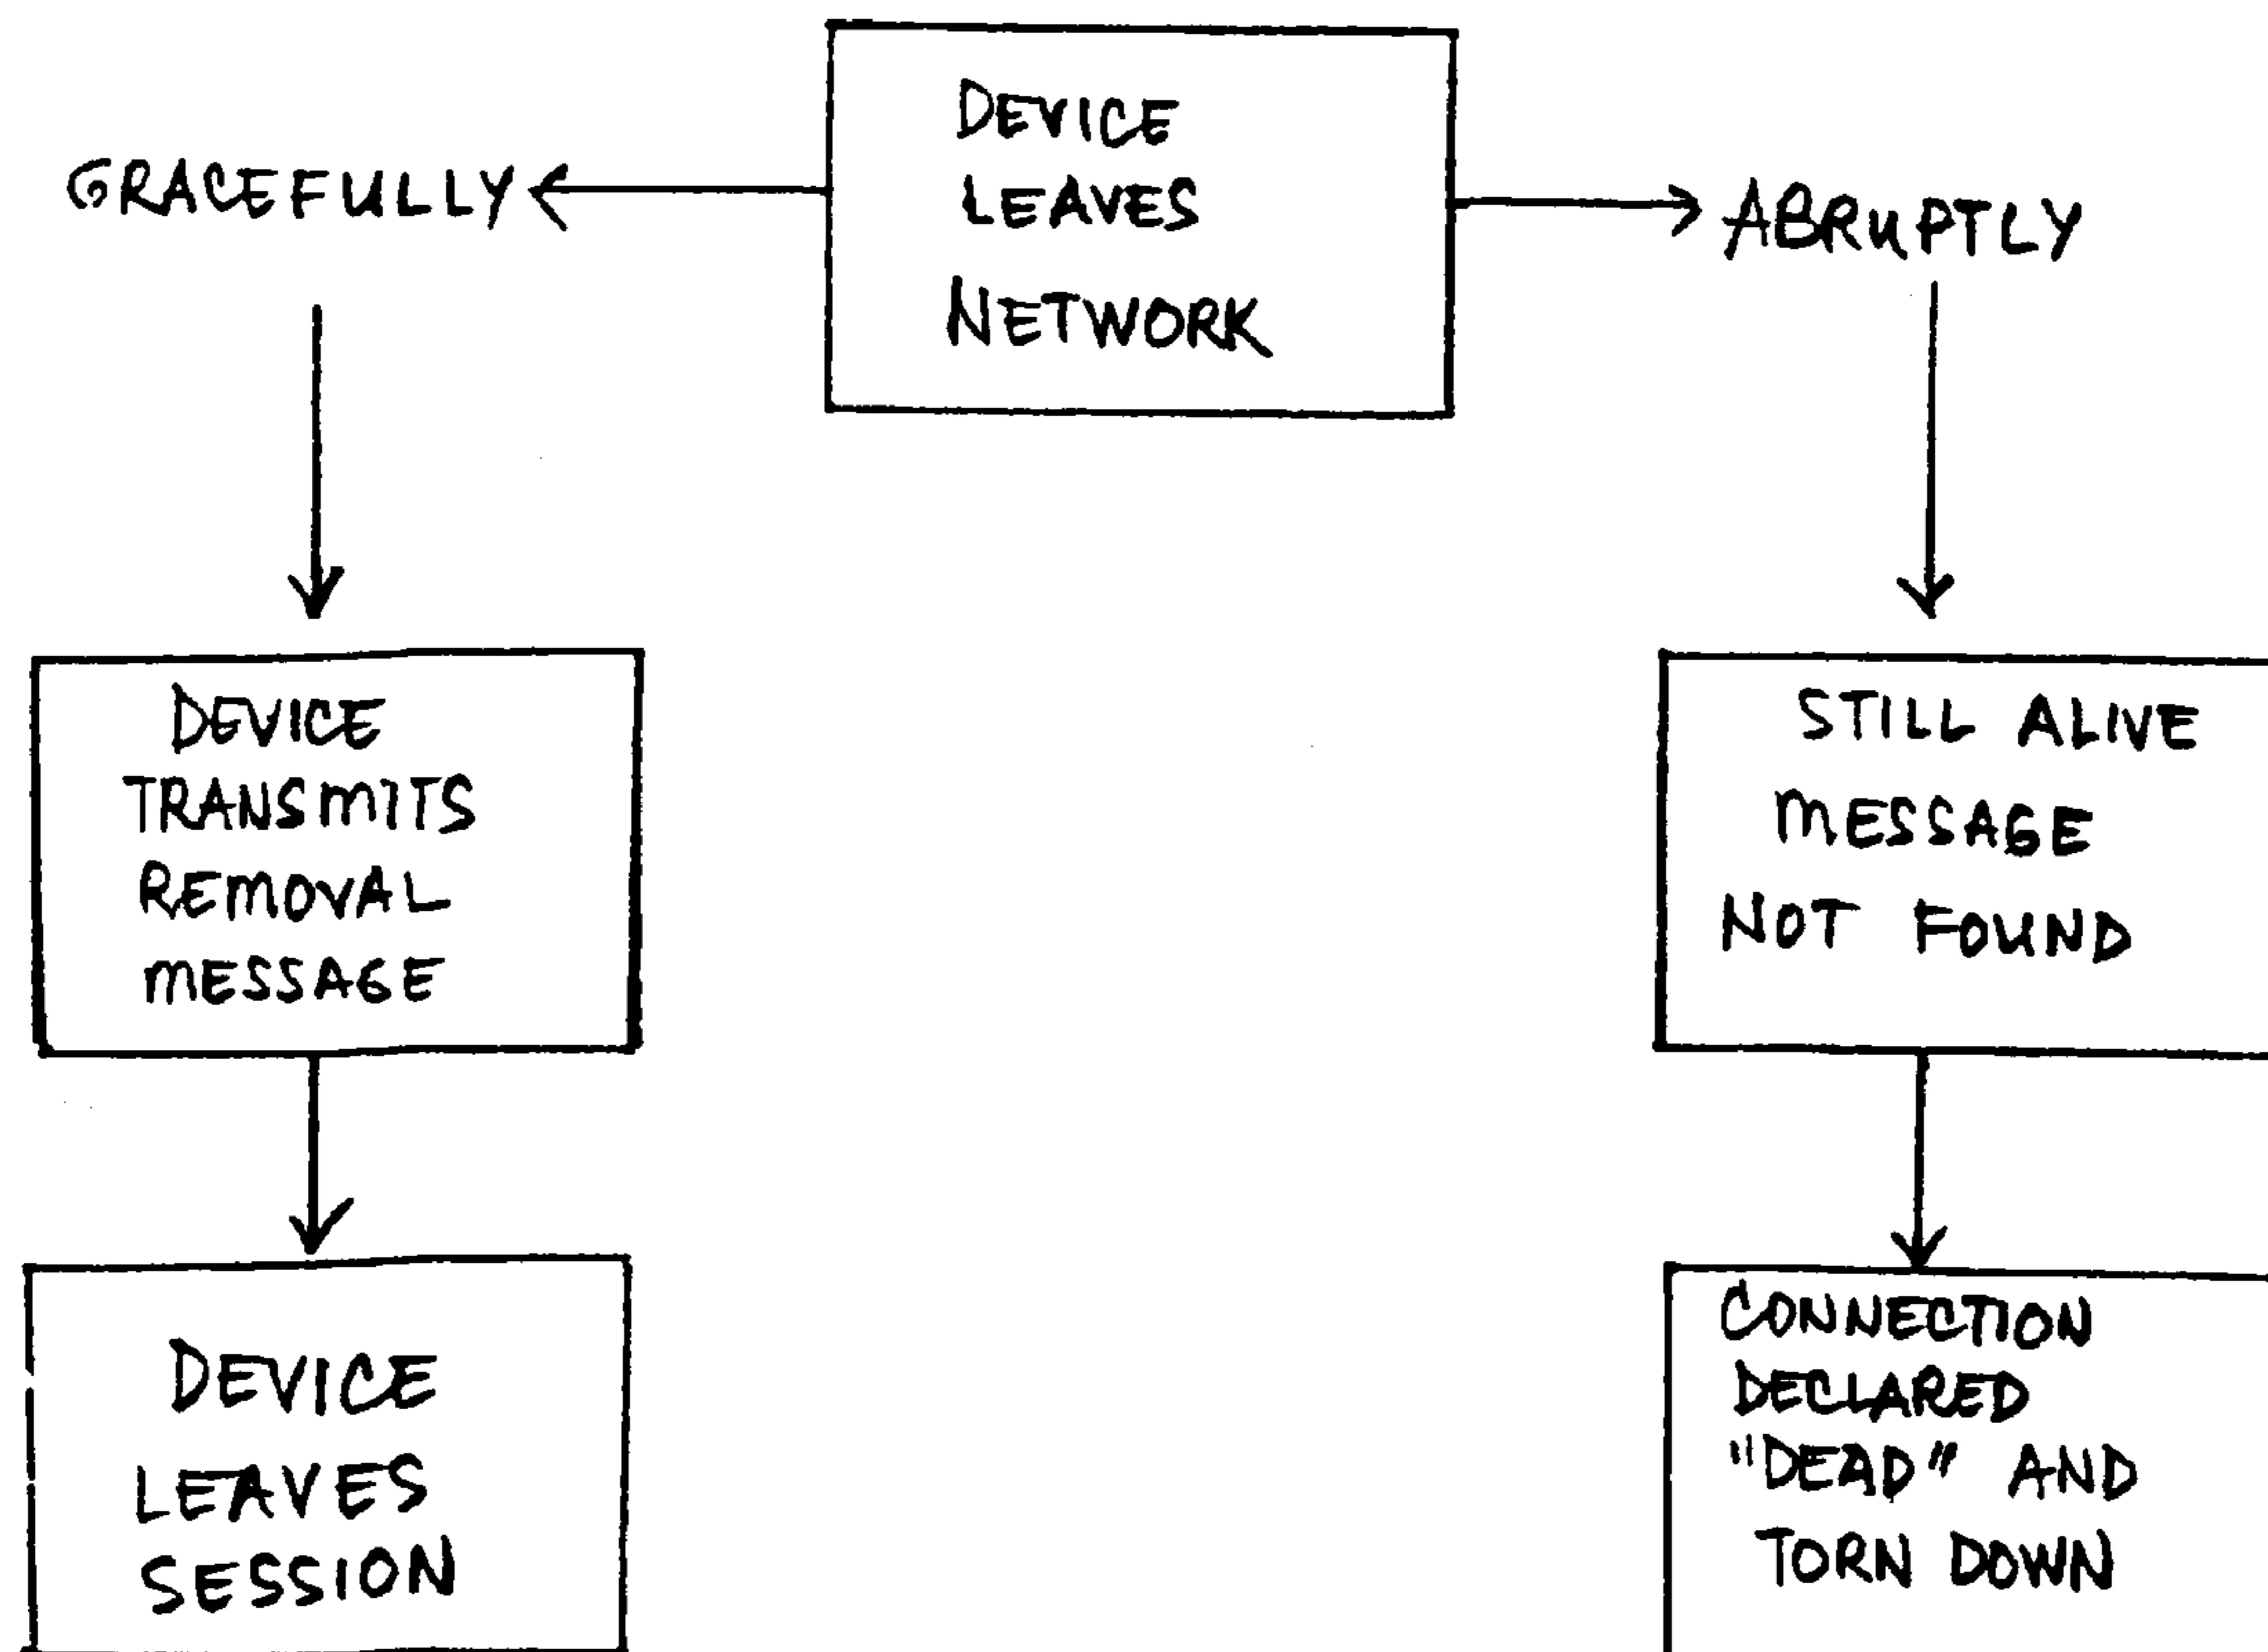 DEVICE
LEAVES
NETWORK
GRACEFULLY
ABRUPTLY
DEVICE
TRANSMITS
REMOVAL
MESSAGE
STILL ALIVE
MESSAGE
NOT FOUND
DEVICE
LEAVES
SESSION
CONNECTION
DECLARED
"DEAD" AND
TORN DOWN